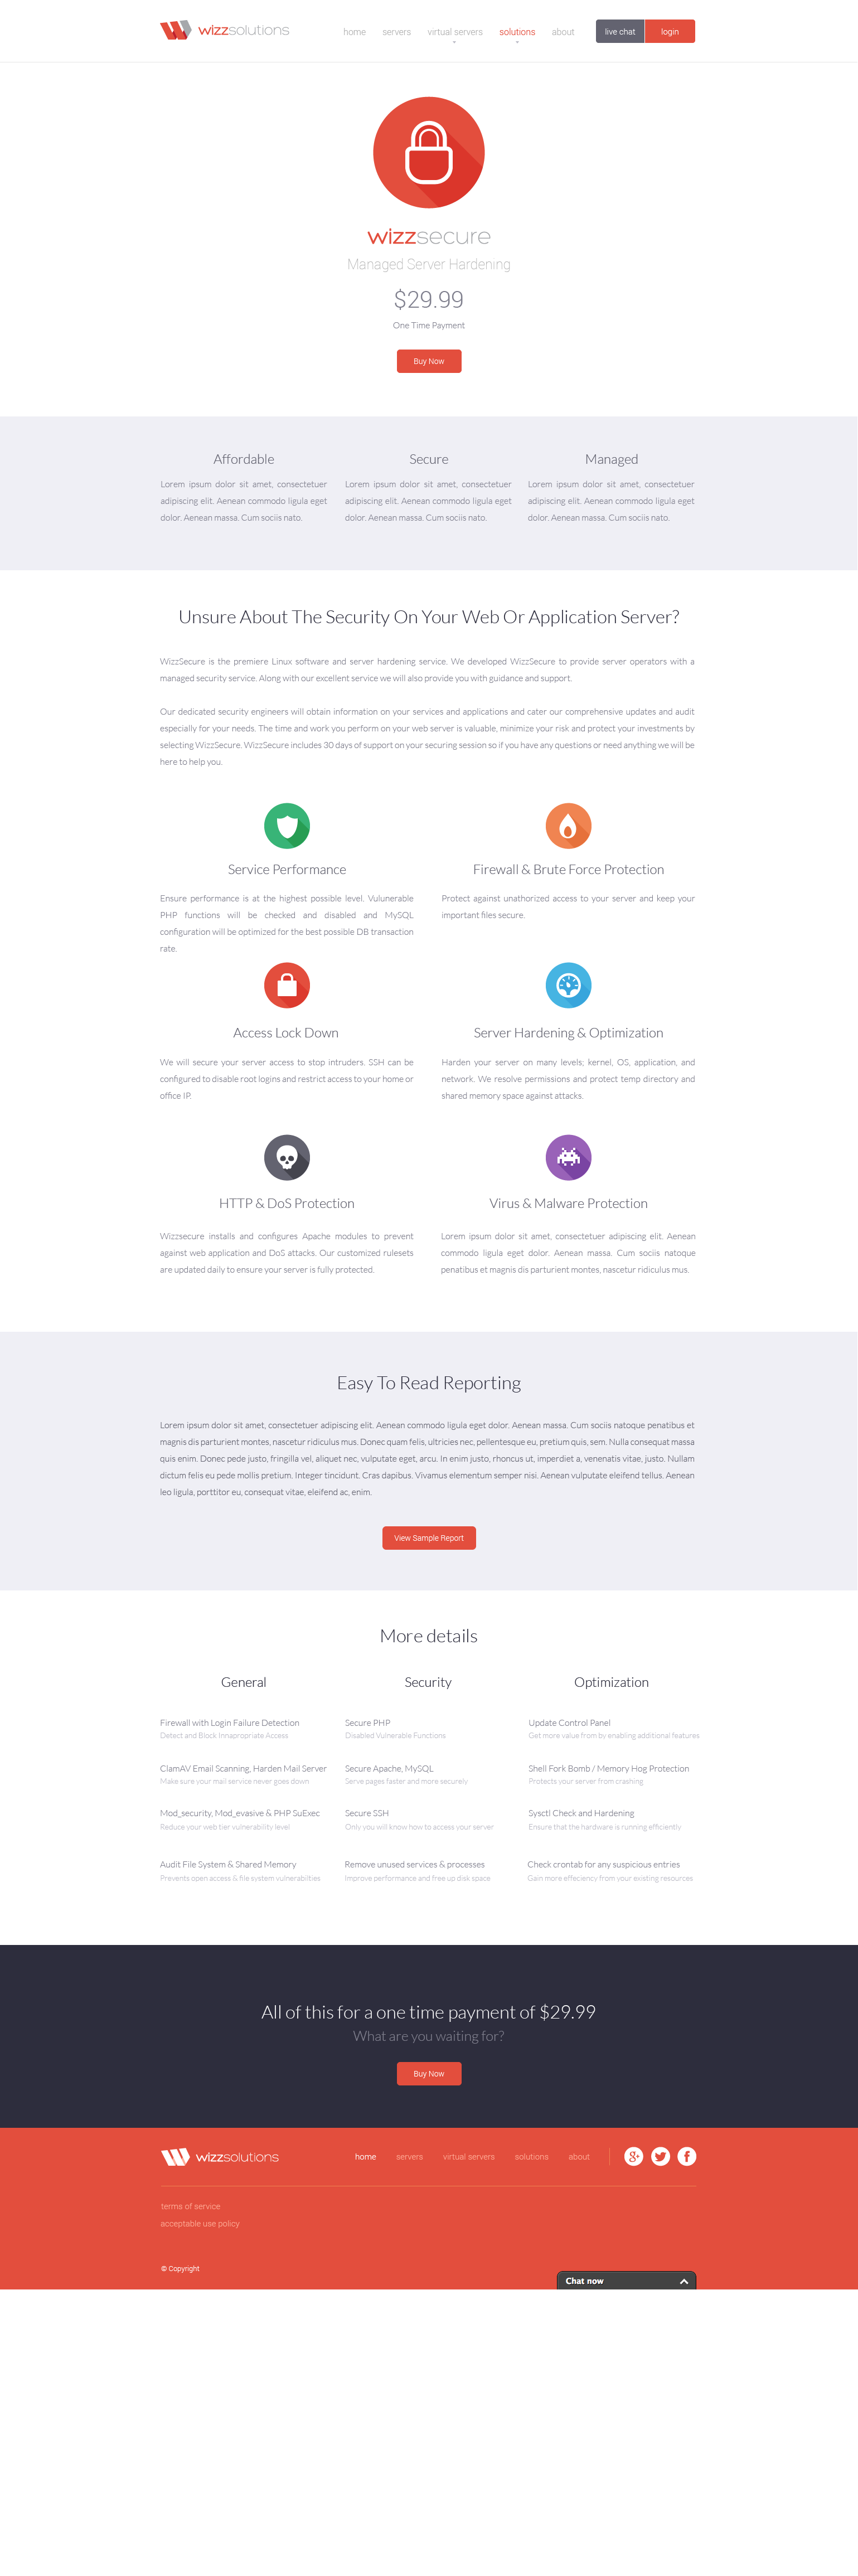 wizzsolutions
home servers virtual servers solutions about live chat login
wizzsecure
Managed Server Hardening
$29.99
One Time Payment
Buy Now
Affordable
Lorem ipsum dolor sit amet, consectetuer
adipiscing elit. Aenean commodo ligula eget
dolor. Aenean massa. Cum sociis nato.
Secure
Lorem ipsum dolor sit amet, consectetuer
adipiscing elit. Aenean commodo ligula eget
dolor. Aenean massa. Cum sociis nato.
Managed
Lorem ipsum dolor sit amet, consectetuer
adipiscing elit. Aenean commodo ligula eget
dolor. Aenean massa. Cum sociis nato.
Unsure About The Security On Your Web Or Application Server?
WizzSecure is the premiere Linux software and server hardening service. We developed WizzSecure to provide server operators with a
managed security service. Along with our excellent service we will also provide you with guidance and support.
Our dedicated security engineers will obtain information on your services and applications and cater our comprehensive updates and audit
especially for your needs. The time and work you perform on your web server is valuable, minimize your risk and protect your investments by
selecting WizzSecure. WizzSecure includes 30 days of support on your securing session so if you have any questions or need anything we will be
here to help you.
Service Performance
Ensure performance is at the highest possible level. Vulunerable
PHP functions will be checked and disabled and MySQL
configuration will be optimized for the best possible DB transaction
rate.
Firewall & Brute Force Protection
Protect against unathorized access to your server and keep your
important files secure.
Access Lock Down
We will secure your server access to stop intruders. SSH can be
configured to disable root logins and restrict access to your home or
office IP.
Server Hardening & Optimization
Harden your server on many levels; kernel, OS, application, and
network. We resolve permissions and protect temp directory and
shared memory space against attacks.
HTTP & DoS Protection
Wizzsecure installs and configures Apache modules to prevent
against web application and DoS attacks. Our customized rulesets
are updated daily to ensure your server is fully protected.
Virus & Malware Protection
Lorem ipsum dolor sit amet, consectetuer adipiscing elit. Aenean
commodo ligula eget dolor. Aenean massa. Cum sociis natoque
penatibus et magnis dis parturient montes, nascetur ridiculus mus.
Easy To Read Reporting
Lorem ipsum dolor sit amet, consectetuer adipiscing elit. Aenean commodo ligula eget dolor. Aenean massa. Cum sociis natoque penatibus et
magnis dis parturient montes, nascetur ridiculus mus. Donec quam felis, ultricies nec, pellentesque eu, pretium quis, sem. Nulla consequat massa
quis enim. Donec pede justo, fringilla vel, aliquet nec, vulputate eget, arcu. In enim justo, rhoncus ut, imperdiet a, venenatis vitae, justo. Nullam
dictum felis eu pede mollis pretium. Integer tincidunt. Cras dapibus. Vivamus elementum semper nisi. Aenean vulputate eleifend tellus. Aenean
leo ligula, porttitor eu, consequat vitae, eleifend ac, enim.
View Sample Report
More details
General
Firewall with Login Failure Detection
Detect and Block Innapropriate Access
ClamAV Email Scanning, Harden Mail Server
Make sure your mail service never goes down
Mod_security, Mod_evasive & PHP SuExec
Reduce your web tier vulnerability level
Audit File System & Shared Memory
Prevents open access & file system vulnerabilties
Security
Secure PHP
Disabled Vulnerable Functions
Secure Apache, MySQL
Serve pages faster and more securely
Secure SSH
Only you will know how to access your server
Remove unused services & processes
Improve performance and free up disk space
Optimization
Update Control Panel
Get more value from by enabling additional features
Shell Fork Bomb / Memory Hog Protection
Protects your server from crashing
Sysctl Check and Hardening
Ensure that the hardware is running efficiently
Check crontab for any suspicious entries
Gain more effeciency from your existing resources
All of this for a one time payment of $29.99
What are you waiting for?
Buy Now
wizzsolutions
home servers virtual servers solutions about
terms of service
acceptable use policy
© Copyright
Chat now